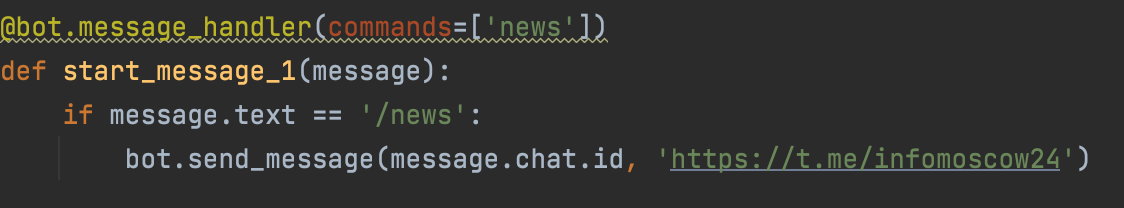 @bot.message_handler(commands=['news'])
def start_message_1(message):
    if message.text == '/news':
        bot.send_message(message.chat.id, 'https://t.me/infomoscow24')